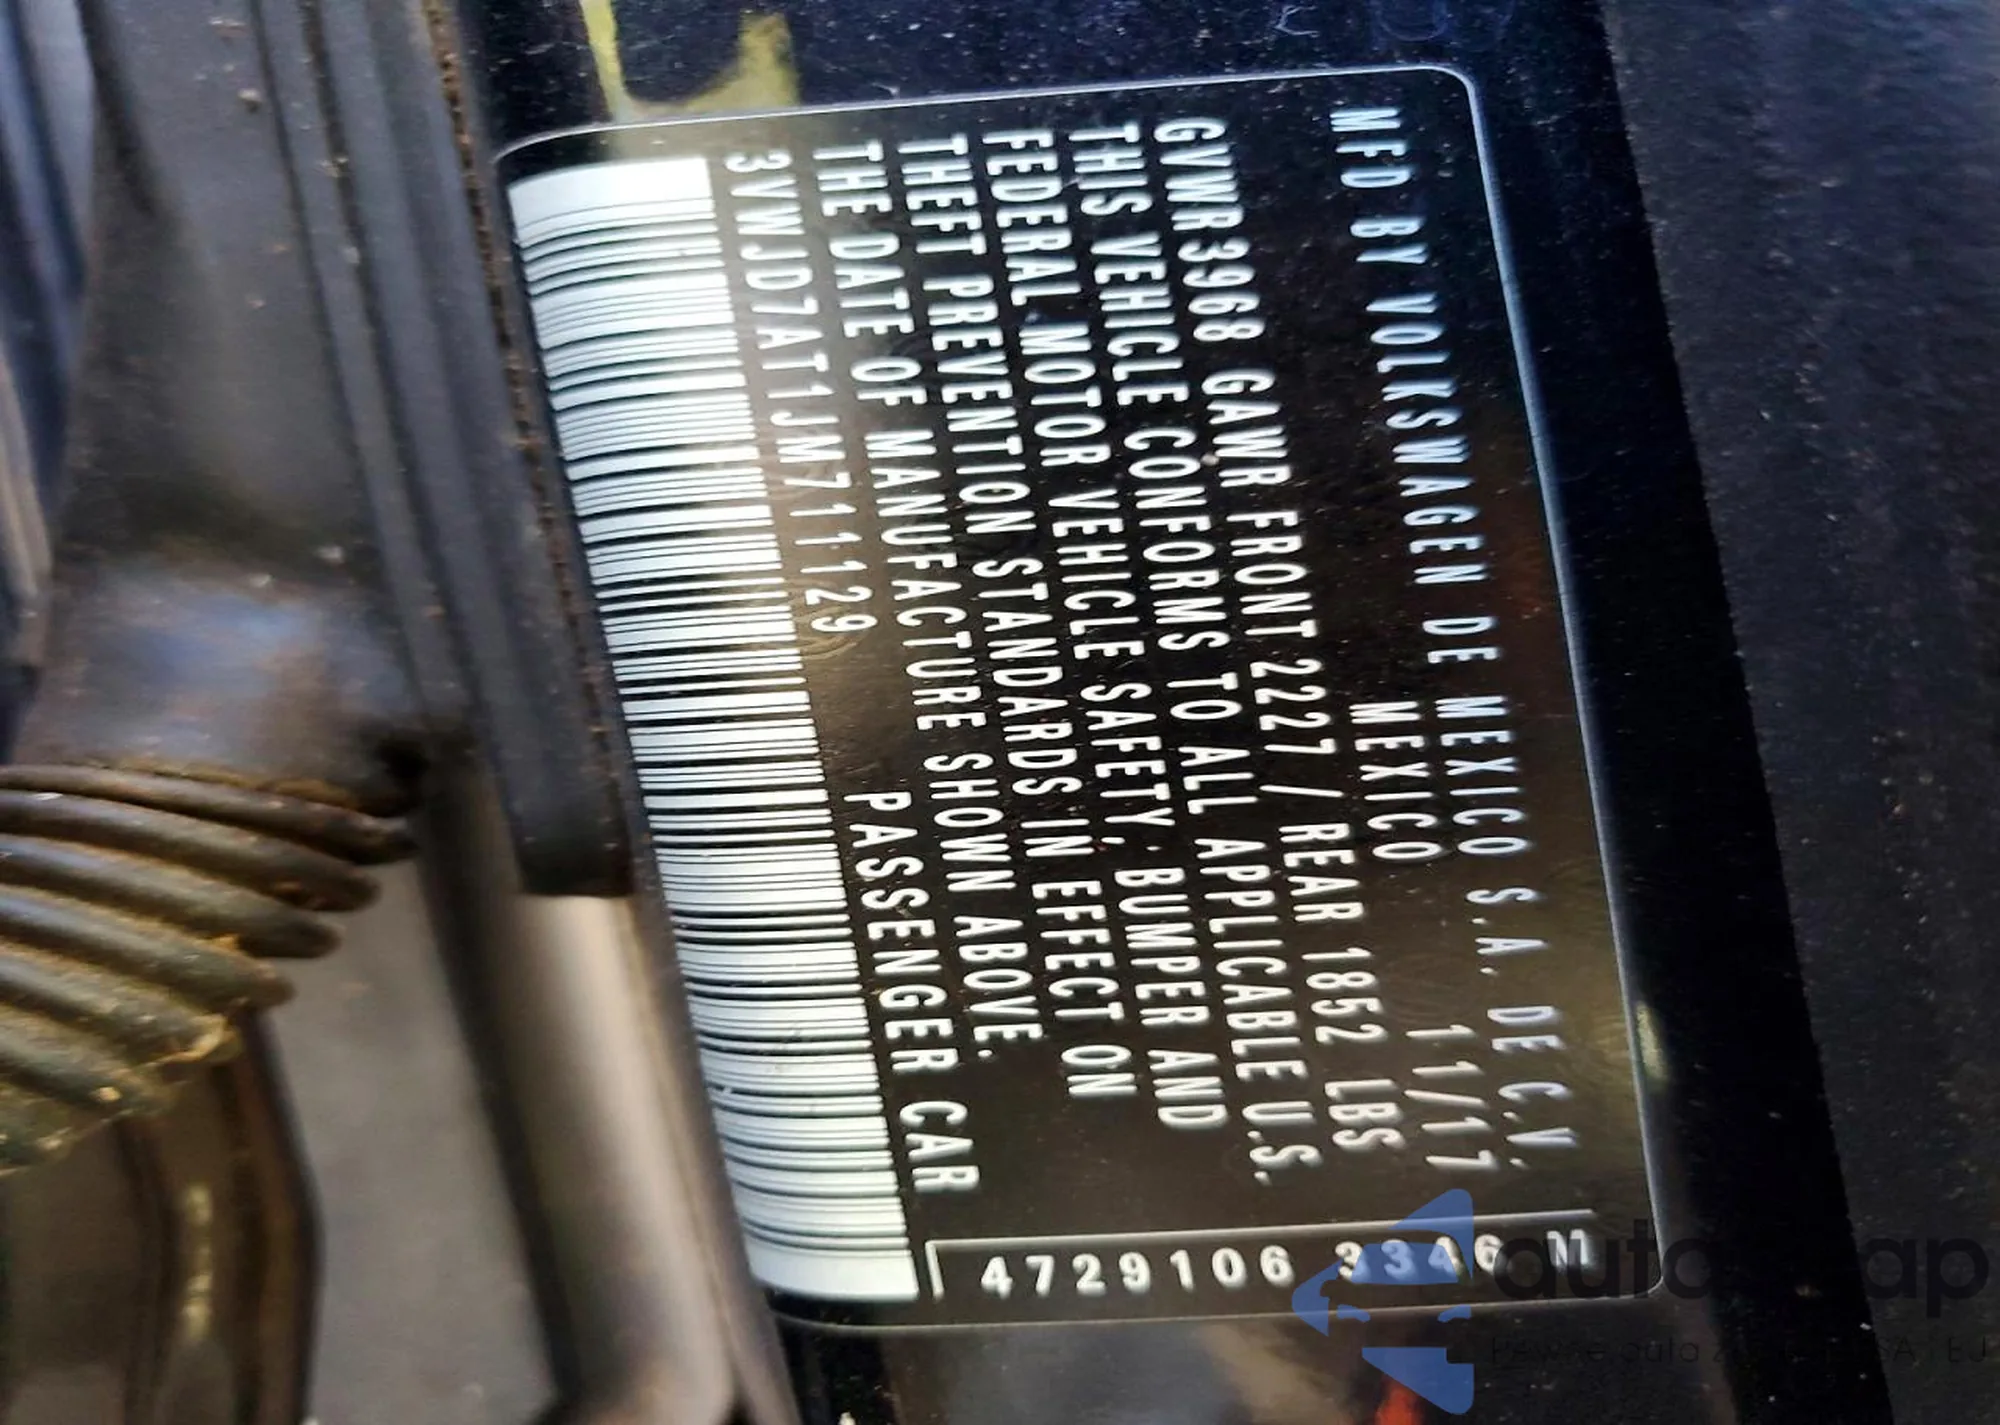 MFD BY VOLKSWAGEN DE MEXICO S.A. DE C.V.
MEXICO 11/17
GVWR3968 GAWR FRONT 2227 / REAR 1852 LBS
THIS VEHICLE CONFORMS TO ALL APPLICABLE U.S.
FEDERAL MOTOR VEHICLE SAFETY, BUMPER AND
THEFT PREVENTION STANDARDS IN EFFECT ON
THE DATE OF MANUFACTURE SHOWN ABOVE.
3VWJD7AT1JM711129 PASSENGER CAR
4729106 3346 M